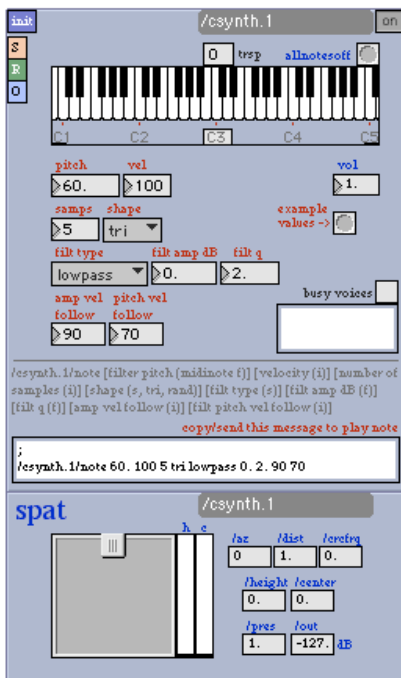 init /csynth.1 on
S
R
O
0 trsp allnotesoff
C1 C2 C3 C4 C5
pitch vel vol
60. 100 1.
samps shape example
values ->
5 tri
filt type filt amp dB filt q
lowpass 0. 2.
amp vel pitch vel busy voices
follow follow
90 70
/csynth.1/note [filter pitch (midinote f)] [velocity (i)] [number of
samples (i)] [shape (s, tri, rand)] [filt type (s)] [filt amp dB (f)]
[filt q (f)] [amp vel follow (i)] [filt pitch vel follow (i)]
copy/send this message to play note
;
/csynth.1/note 60. 100 5 tri lowpass 0. 2. 90 70
spat /csynth.1
h c
/az /dist /crcfrq
0 1. 0.
/height /center
0. 0.
/pres /out
1. -127. dB